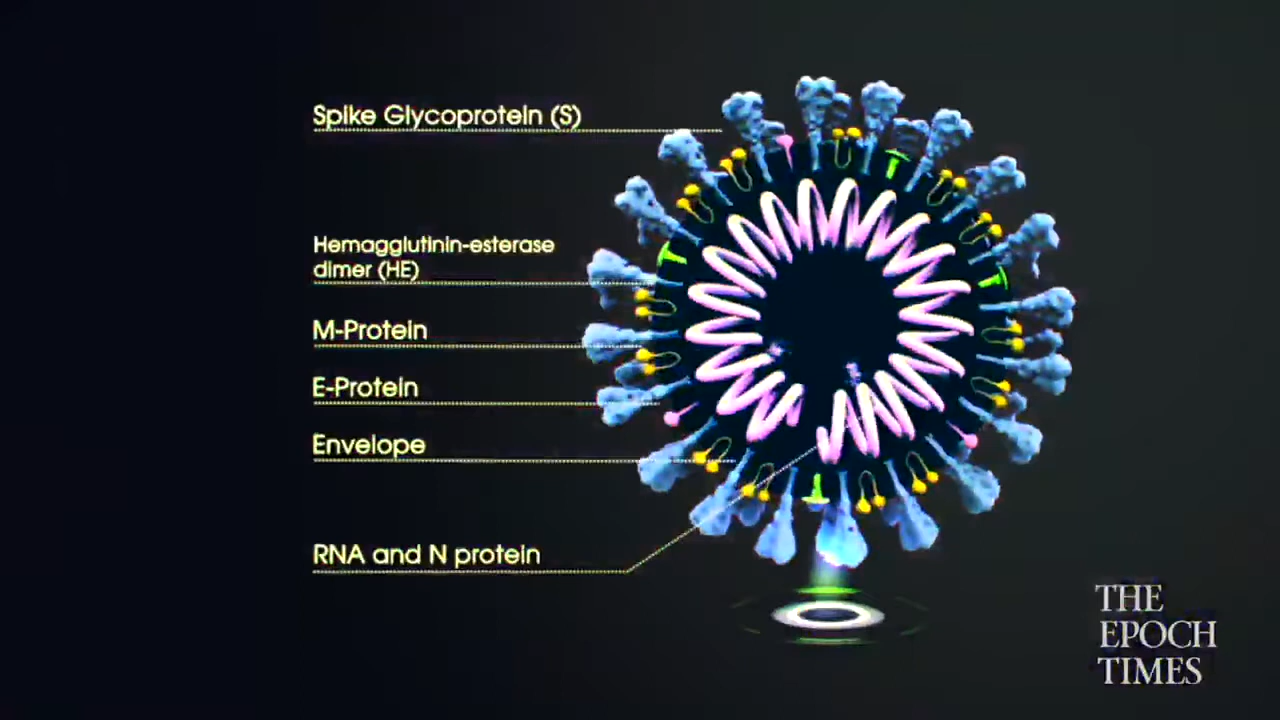 Spike Glycoprotein (S)
Hemagglutinin-esterase
dimer (HE)
M-Protein
E-Protein
Envelope
RNA and N protein
THE
EPOCH
TIMES